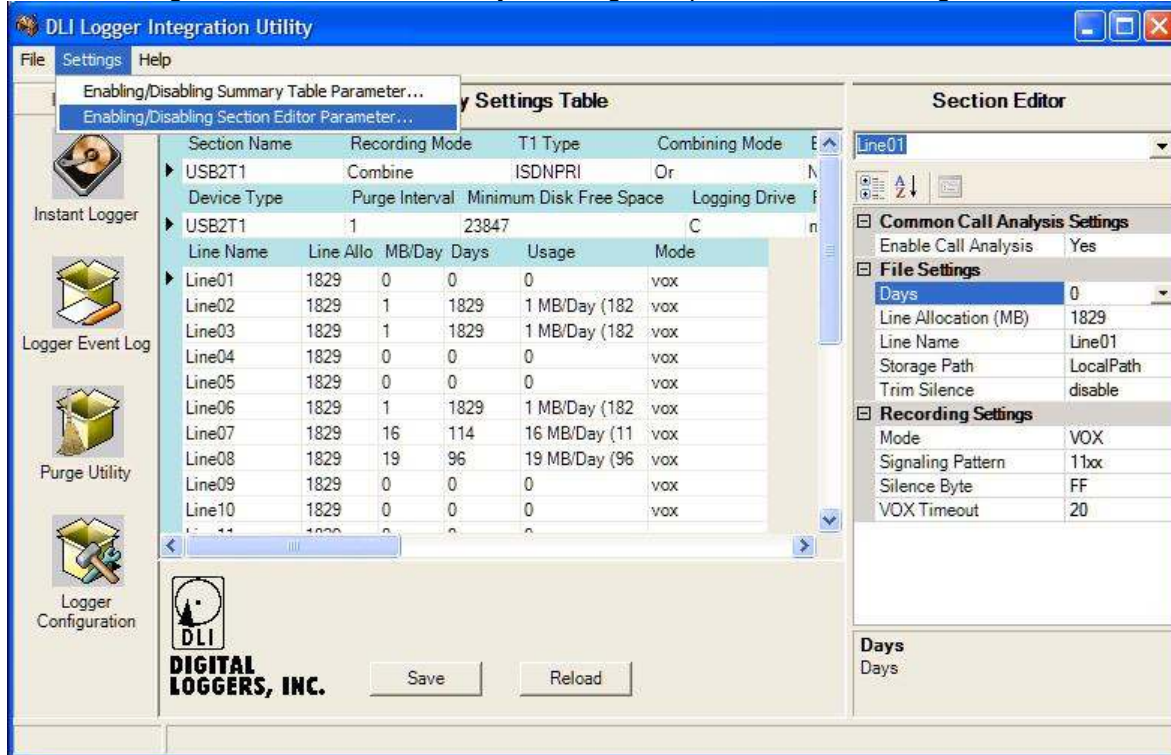 DLI Logger Integration Utility
File Settings Help
Enabling/Disabling Summary Table Parameter...
Enabling/Disabling Section Editor Parameter...
y Settings Table
Section Name Recording Mode T1 Type Combining Mode
USB2T1 Combine ISDNPRI Or
Device Type Purge Interval Minimum Disk Free Space Logging Drive
USB2T1 1 23847 C
Line Name Line Allo MB/Day Days Usage Mode
Line01 1829 0 0 0 vox
Line02 1829 1 1829 1 MB/Day (182 vox
Line03 1829 1 1829 1 MB/Day (182 vox
Line04 1829 0 0 0 vox
Line05 1829 0 0 0 vox
Line06 1829 1 1829 1 MB/Day (182 vox
Line07 1829 16 114 16 MB/Day (11 vox
Line08 1829 19 96 19 MB/Day (96 vox
Line09 1829 0 0 0 vox
Line10 1829 0 0 0 vox
Instant Logger
Logger Event Log
Purge Utility
Logger
Configuration
DLI
DIGITAL
LOGGERS, INC.
Save Reload
Section Editor
Line01
Common Call Analysis Settings
Enable Call Analysis Yes
File Settings
Days 0
Line Allocation (MB) 1829
Line Name Line01
Storage Path LocalPath
Trim Silence disable
Recording Settings
Mode VOX
Signaling Pattern 11xx
Silence Byte FF
VOX Timeout 20
Days
Days